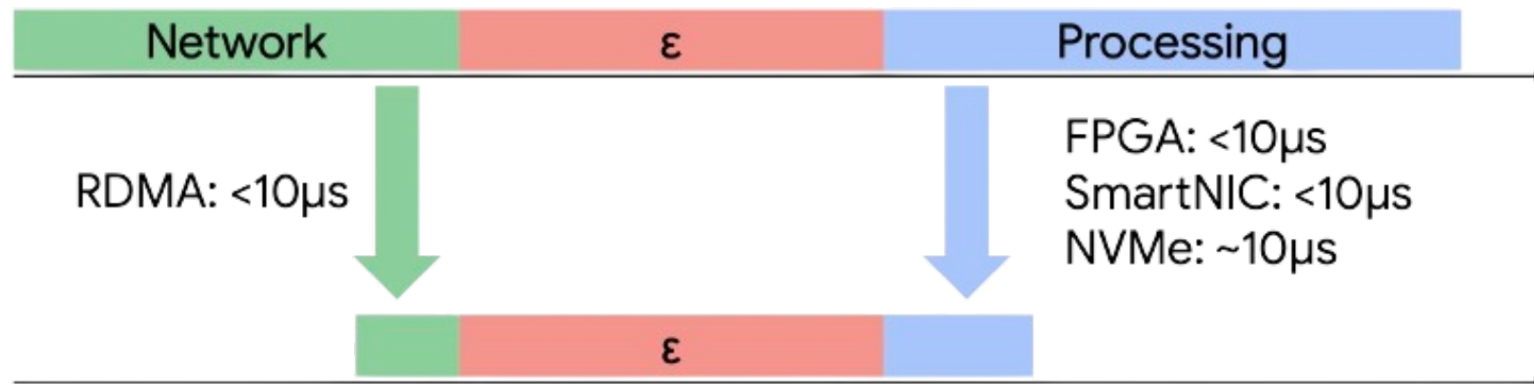 Network ε Processing
RDMA: <10μs
FPGA: <10μs
SmartNIC: <10μs
NVMe: ~10μs
ε